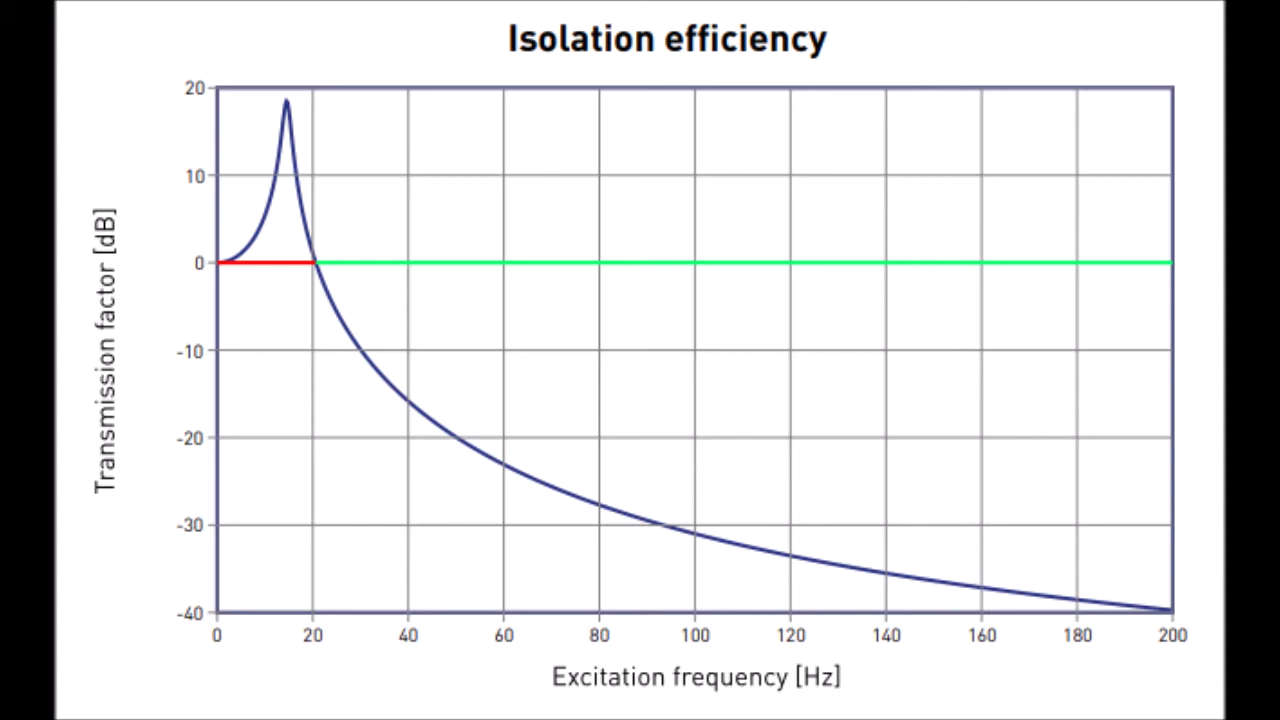 Isolation efficiency
Transmission factor [dB]
20
10
0
-10
-20
-30
-40
0 20 40 60 80 100 120 140 160 180 200
Excitation frequency [Hz]